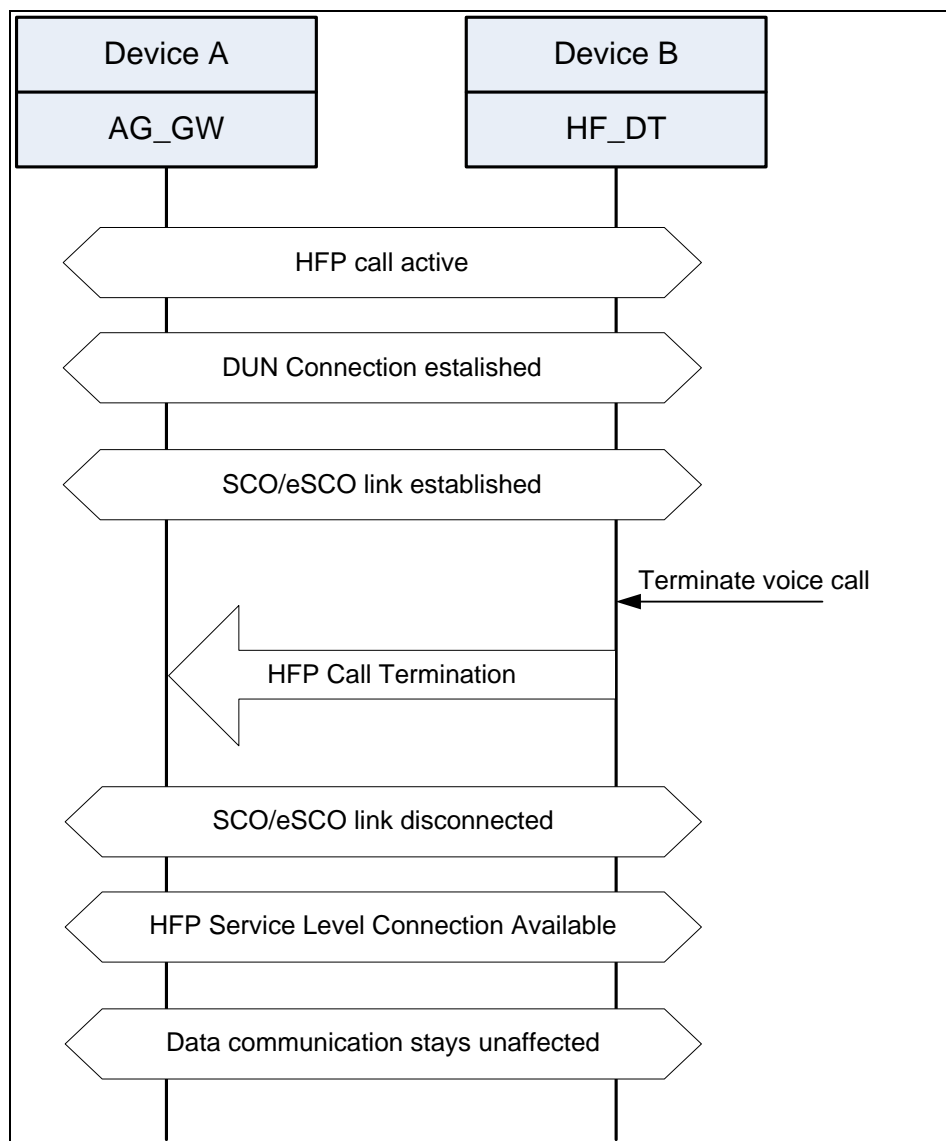 Device A
Device B
AG_GW
HF_DT
HFP call active
DUN Connection estalished
SCO/eSCO link established
Terminate voice call
HFP Call Termination
SCO/eSCO link disconnected
HFP Service Level Connection Available
Data communication stays unaffected